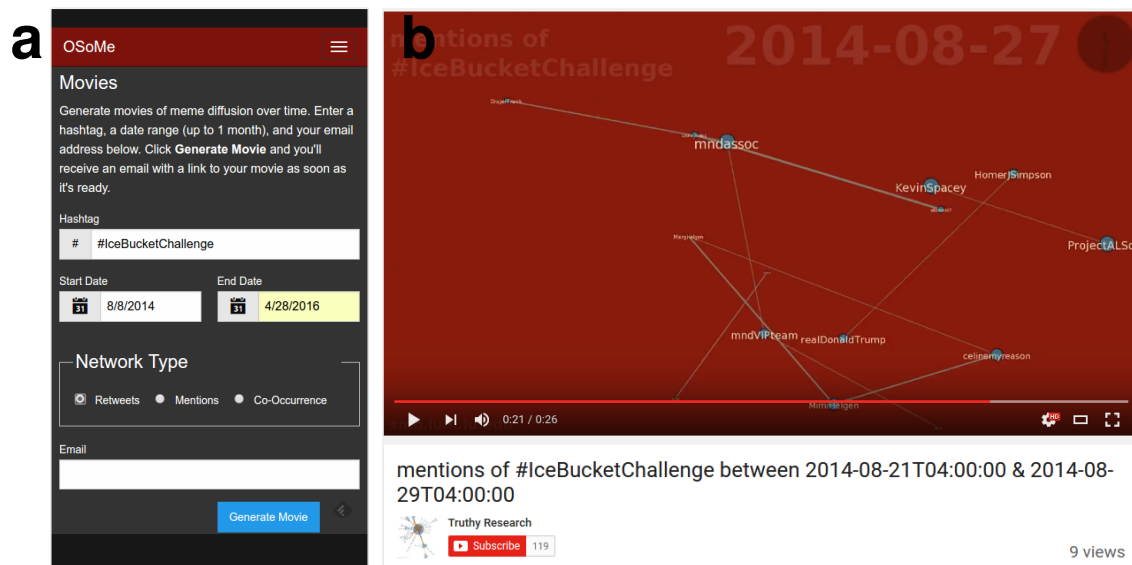 a
OSoMe
Movies
Generate movies of meme diffusion over time. Enter a
hashtag, a date range (up to 1 month), and your email
address below. Click Generate Movie and you'll
receive an email with a link to your movie as soon as
it's ready.
Hashtag
# #IceBucketChallenge
Start Date End Date
31 8/8/2014 31 4/28/2016
Network Type
Retweets Mentions Co-Occurrence
Email
Generate Movie
b
mentions of
#IceBucketChallenge
2014-08-27
mndassoc
HomerJSimpson
KevinSpacey
ProjectALSo
mndVIPteam
realDonaldTrump
celinemyreason
0:21 / 0:26
HD
mentions of #IceBucketChallenge between 2014-08-21T04:00:00 & 2014-08-
29T04:00:00
Truthy Research
Subscribe 119
9 views